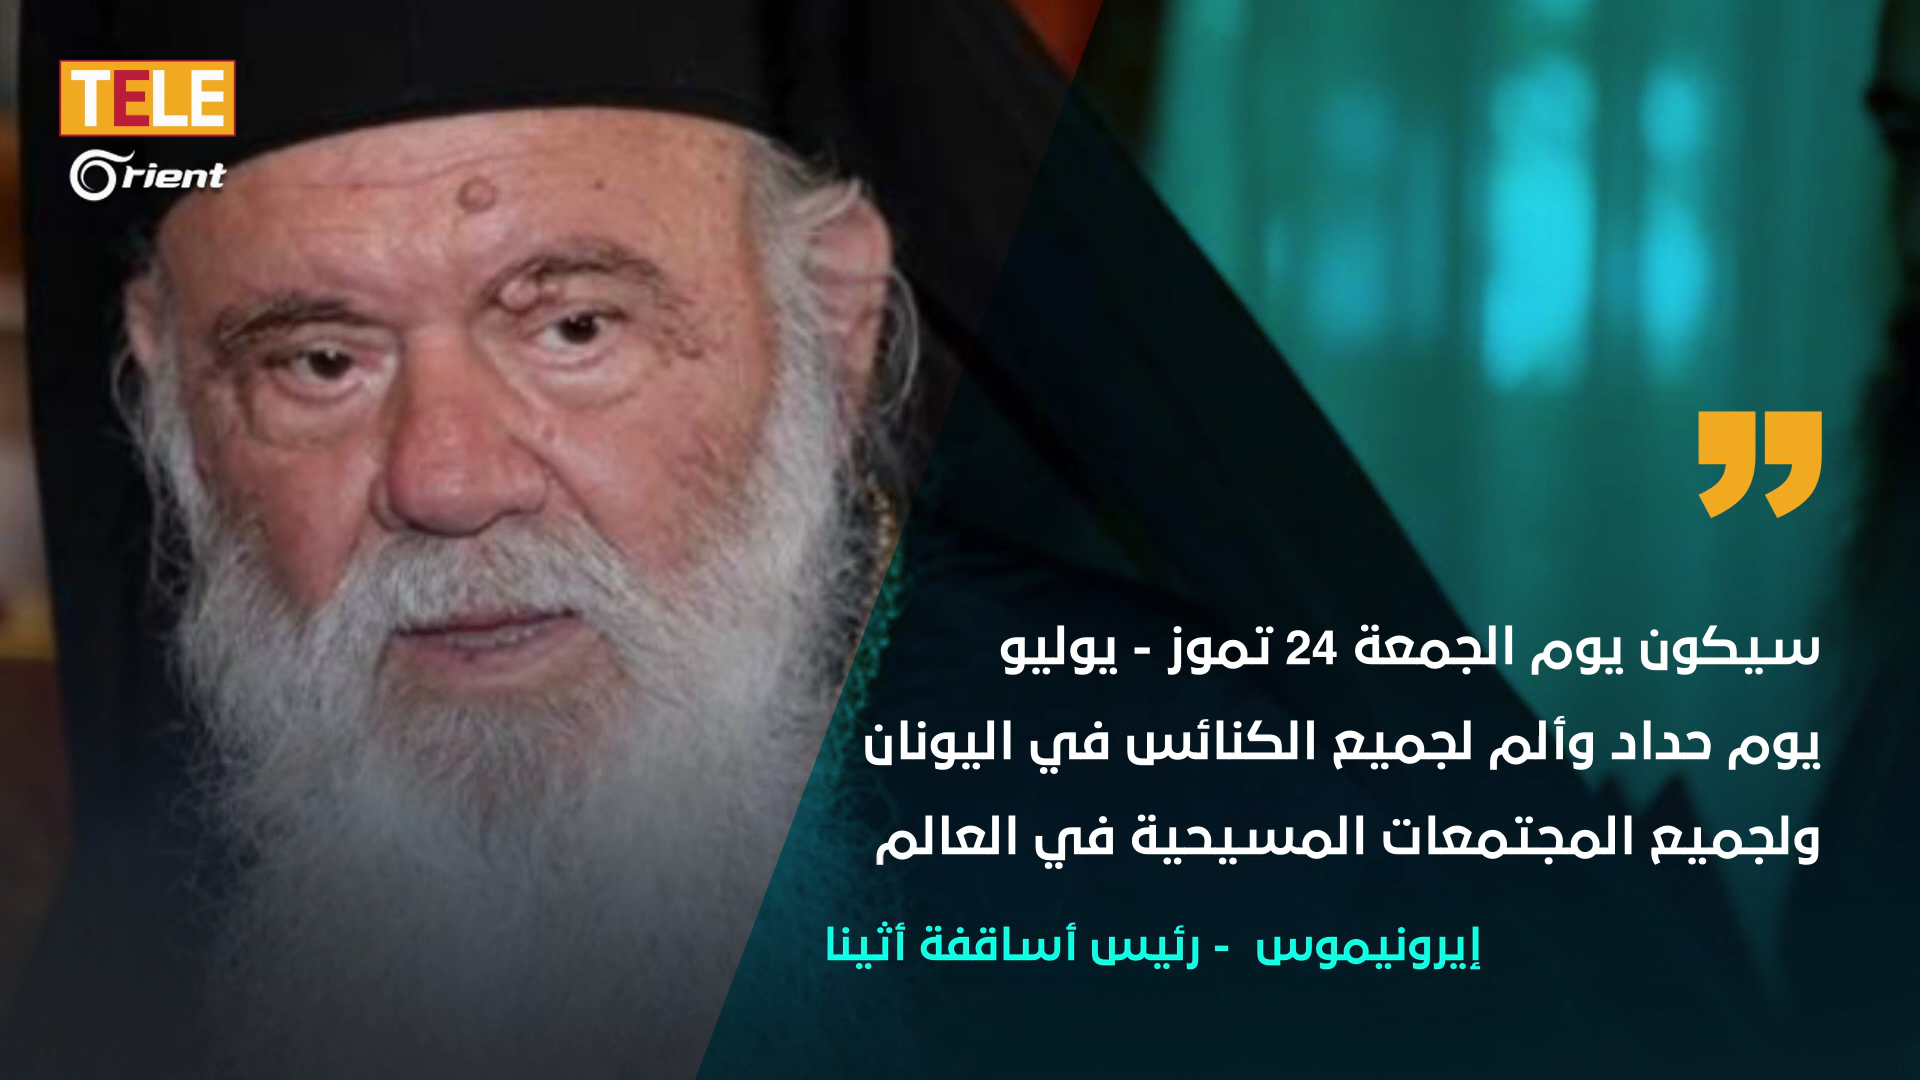 TELE
Orient
سيكون يوم الجمعة 24 تموز - يوليو
يوم حداد وألم لجميع الكنائس في اليونان
ولجميع المجتمعات المسيحية في العالم
إيرونيموس - رئيس أساقفة أثينا